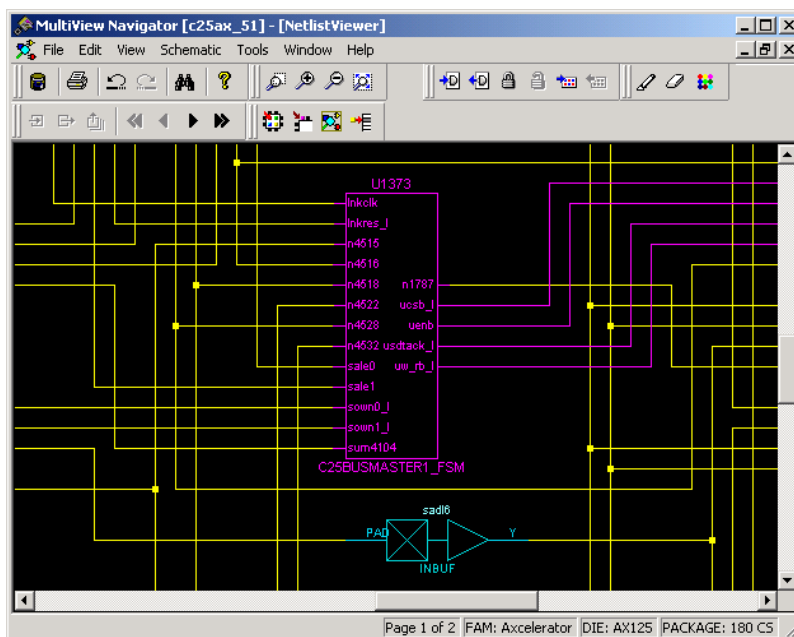 MultiView Navigator [c25ax_51] - [NetlistViewer]
File Edit View Schematic Tools Window Help
U1373
lnkclk
lnkres_l
n4515
n4516
n4518 n1787
n4522 ucsb_l
n4528 uenb
n4532 usdtack_l
sale0 uw_rb_l
sale1
sown0_l
sown1_l
sum4104
C25BUSMASTER1_FSM
sadl6
PAD Y
INBUF
Page 1 of 2 FAM: Axcelerator DIE: AX125 PACKAGE: 180 CS